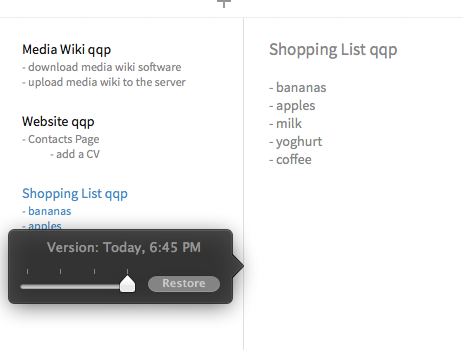 Media Wiki qqp
- download media wiki software
- upload media wiki to the server
Website qqp
- Contacts Page
- add a CV
Shopping List qqp
- bananas
- apples
Version: Today, 6:45 PM
Restore
Shopping List qqp
- bananas
- apples
- milk
- yoghurt
- coffee